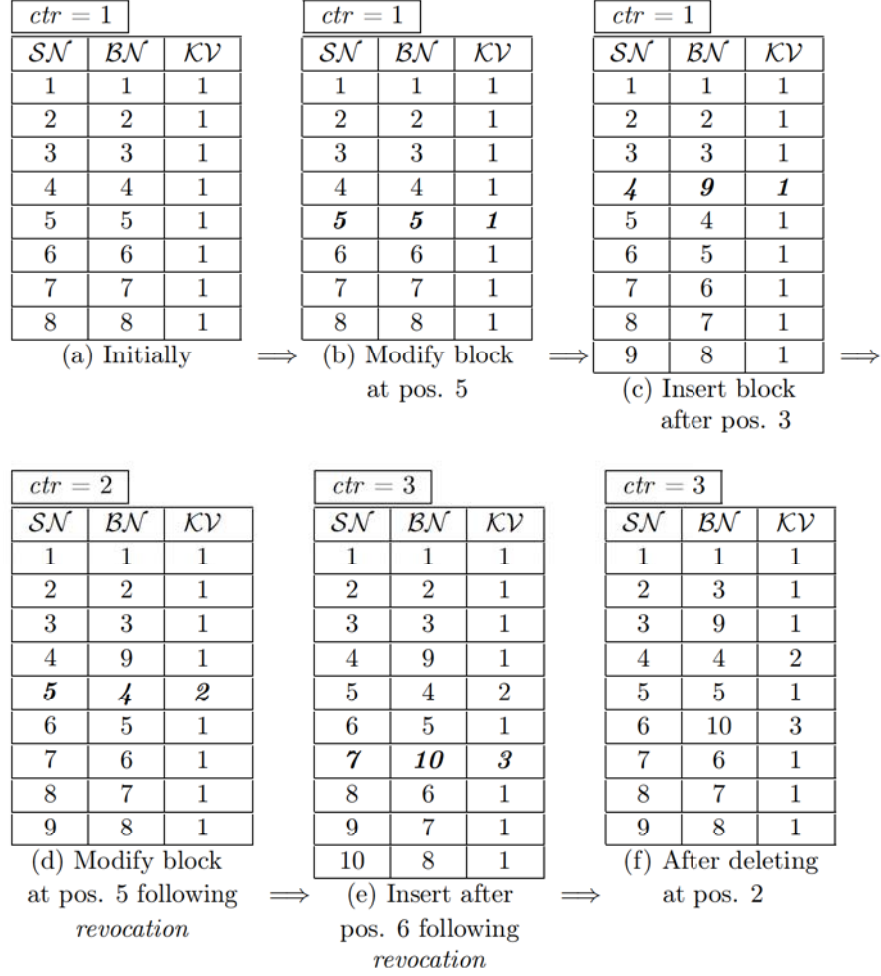 ctr = 1 ctr = 1 ctr = 1
SN BN KV SN BN KV SN BN KV
1 1 1 1 1 1 1 1 1
2 2 1 2 2 1 2 2 1
3 3 1 3 3 1 3 3 1
4 4 1 4 4 1 4 9 1
5 5 1 5 5 1 5 4 1
6 6 1 6 6 1 6 5 1
7 7 1 7 7 1 7 6 1
8 8 1 8 8 1 8 7 1
(a) Initially ⟹ (b) Modify block ⟹ 9 8 1 ⟹
at pos. 5 (c) Insert block
after pos. 3
ctr = 2 ctr = 3 ctr = 3
SN BN KV SN BN KV SN BN KV
1 1 1 1 1 1 1 1 1
2 2 1 2 2 1 2 3 1
3 3 1 3 3 1 3 9 1
4 9 1 4 9 1 4 4 2
5 4 2 5 4 2 5 5 1
6 5 1 6 5 1 6 10 3
7 6 1 7 10 3 7 6 1
8 7 1 8 6 1 8 7 1
9 8 1 9 7 1 9 8 1
(d) Modify block 10 8 1 (f) After deleting
at pos. 5 following ⟹ (e) Insert after ⟹ at pos. 2
revocation pos. 6 following
revocation